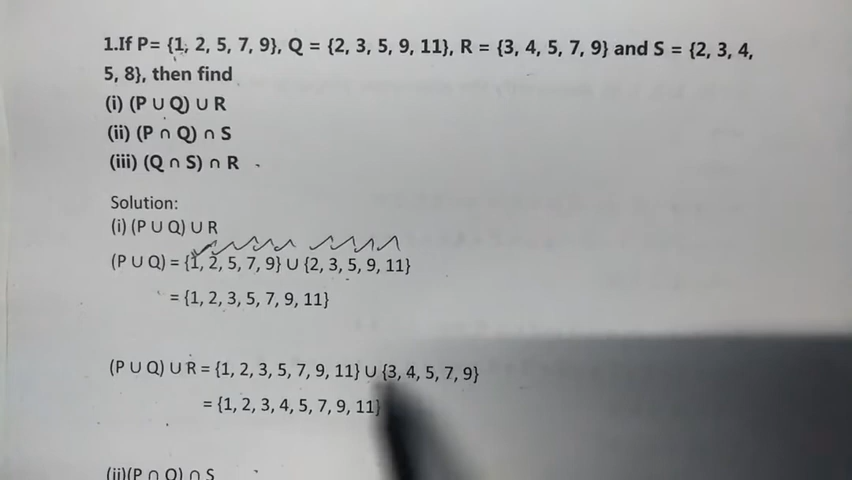 1.If P= {1, 2, 5, 7, 9}, Q = {2, 3, 5, 9, 11}, R = {3, 4, 5, 7, 9} and S = {2, 3, 4,
5, 8}, then find
(i) (P ∪ Q) ∪ R
(ii) (P ∩ Q) ∩ S
(iii) (Q ∩ S) ∩ R
Solution:
(i) (P ∪ Q) ∪ R
(P ∪ Q) = {1, 2, 5, 7, 9} ∪ {2, 3, 5, 9, 11}
= {1, 2, 3, 5, 7, 9, 11}
(P ∪ Q) ∪ R = {1, 2, 3, 5, 7, 9, 11} ∪ {3, 4, 5, 7, 9}
= {1, 2, 3, 4, 5, 7, 9, 11}
(ii)(P ∩ Q) ∩ S